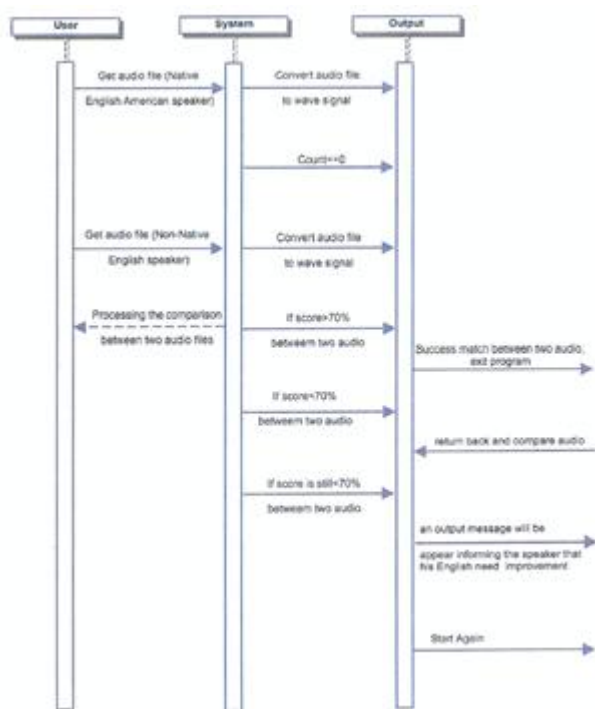 User
System
Output
Get audio file (Native
English American speaker)
Convert audio file
to wave signal
Count==0
Get audio file (Non-Native
English speaker)
Convert audio file
to wave signal
Processing the comparison
between two audio files
If score>70%
betweem two audio
Success match between two audio,
exit program
If score<70%
betweem two audio
return back and compare audio
If score is still<70%
betweem two audio
an output message will be
appear informing the speaker that
his English need improvement
Start Again